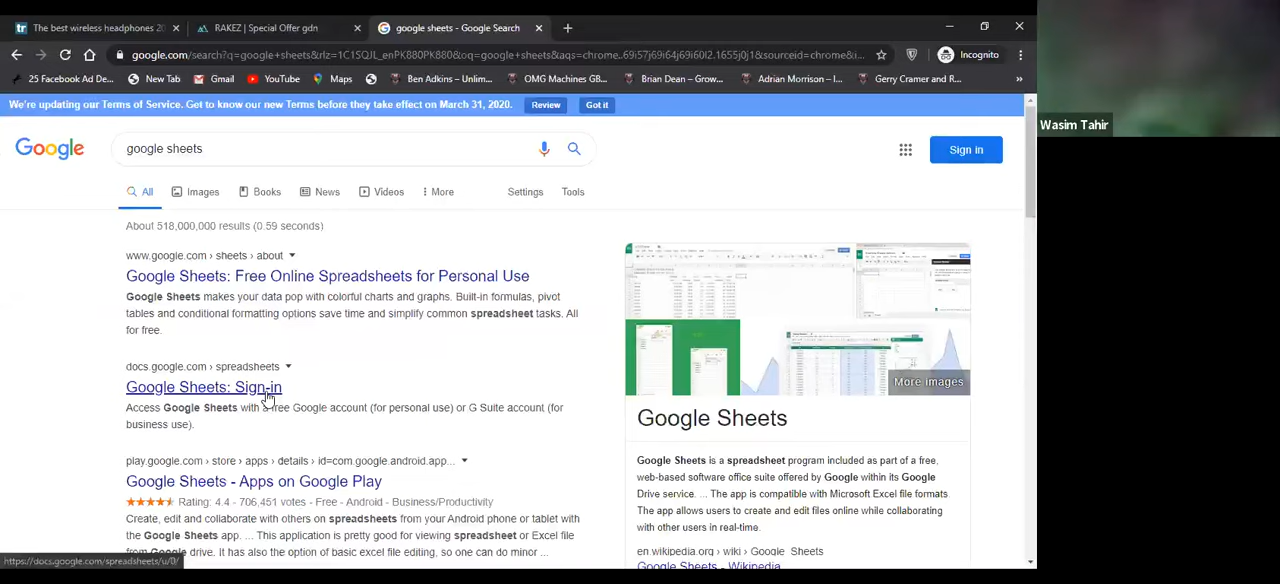 The best wireless headphones 20
RAKEZ | Special Offer gdn
google sheets - Google Search
google.com/search?q=google+sheets&rlz=1C1SQJL_enPK880PK880&oq=google+sheets&aqs=chrome..69i57j69i64j69i60l2.1655j0j1&sourceid=chrome&i...
Incognito
25 Facebook Ad De...
New Tab
Gmail
YouTube
Maps
Ben Adkins – Unlim...
OMG Machines GB...
Brian Dean – Grow...
Adrian Morrison – I...
Gerry Cramer and R...
»
We're updating our Terms of Service. Get to know our new Terms before they take effect on March 31, 2020.
Review
Got it
Wasim Tahir
Google
google sheets
Sign in
All
Images
Books
News
Videos
More
Settings
Tools
About 518,000,000 results (0.59 seconds)
www.google.com › sheets › about
Google Sheets: Free Online Spreadsheets for Personal Use
Google Sheets makes your data pop with colorful charts and graphs. Built-in formulas, pivot
tables and conditional formatting options save time and simplify common spreadsheet tasks. All
for free.
docs.google.com › spreadsheets
Google Sheets: Sign-in
Access Google Sheets with a free Google account (for personal use) or G Suite account (for
business use).
play.google.com › store › apps › details › id=com.google.android.app...
Google Sheets - Apps on Google Play
Rating: 4.4 - 706,451 votes - Free - Android - Business/Productivity
Create, edit and collaborate with others on spreadsheets from your Android phone or tablet with
the Google Sheets app. ... This application is pretty good for viewing spreadsheet or Excel file
from Google drive. It has also the option of basic excel file editing, so one can do minor ...
More images
Google Sheets
Google Sheets is a spreadsheet program included as part of a free,
web-based software office suite offered by Google within its Google
Drive service. ... The app is compatible with Microsoft Excel file formats
The app allows users to create and edit files online while collaborating
with other users in real-time.
en.wikipedia.org › wiki › Google_Sheets
Google Sheets - Wikipedia
https://docs.google.com/spreadsheets/u/0/